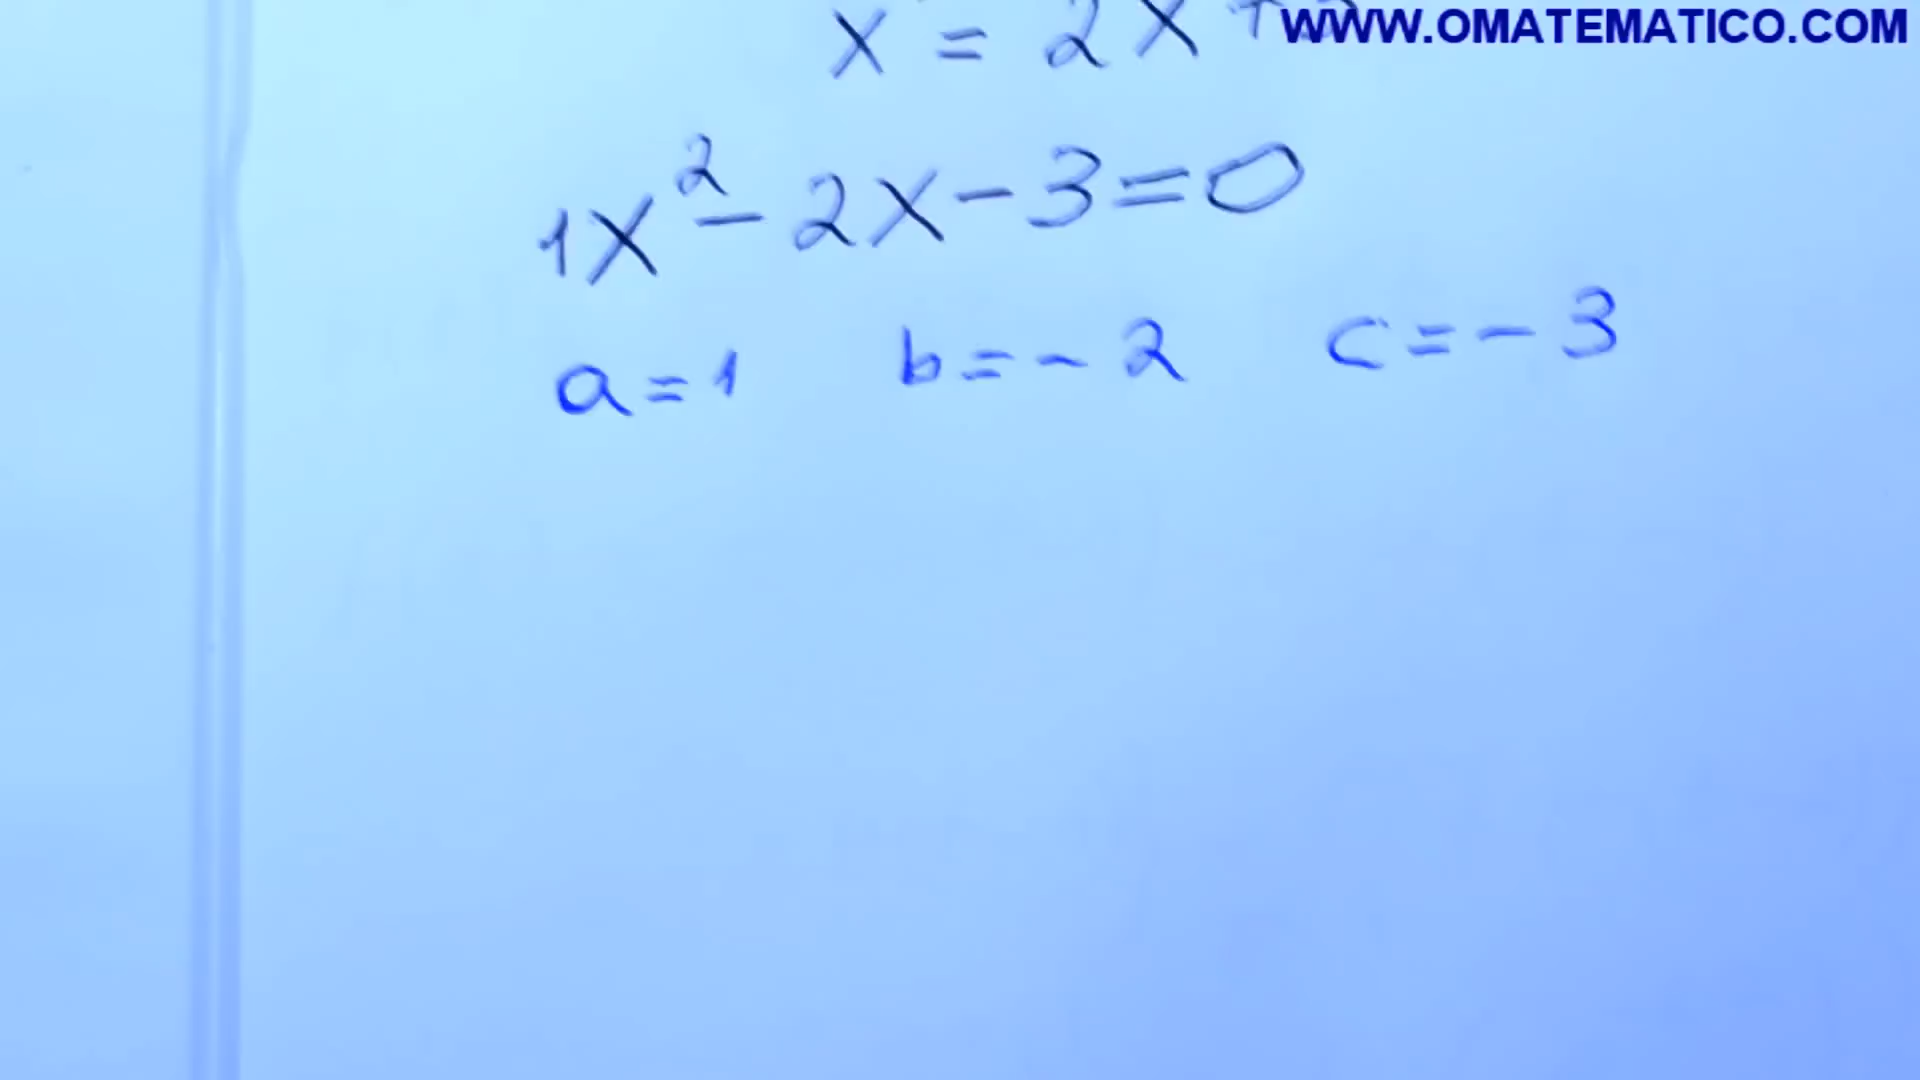 WWW.OMATEMATICO.COM
x = 2x +
1x² - 2x - 3 = 0
a = 1 b = - 2 c = - 3